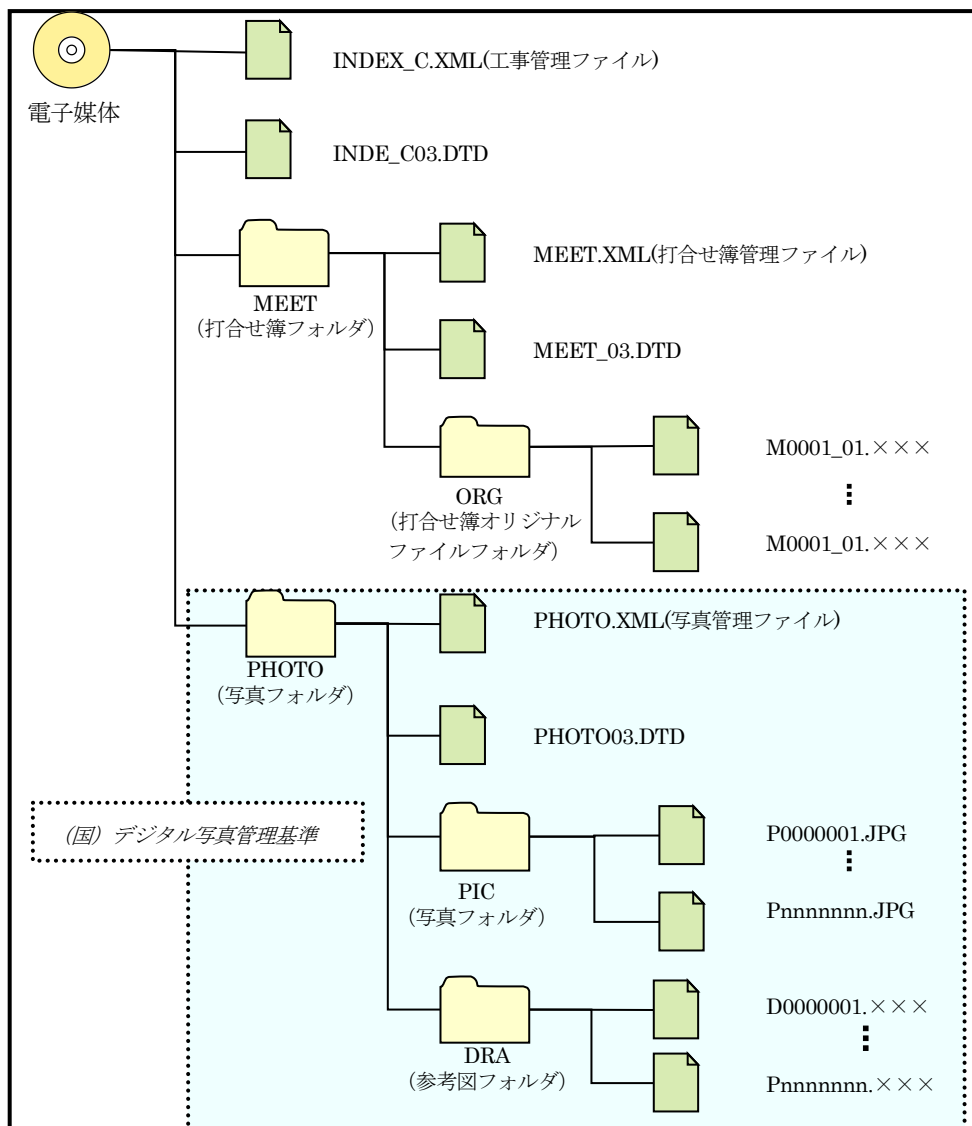 電子媒体
INDEX_C.XML(工事管理ファイル)
INDE_C03.DTD
MEET
(打合せ簿フォルダ)
MEET.XML(打合せ簿管理ファイル)
MEET_03.DTD
ORG
(打合せ簿オリジナル
ファイルフォルダ)
M0001_01.×××
M0001_01.×××
PHOTO
(写真フォルダ)
PHOTO.XML(写真管理ファイル)
PHOTO03.DTD
(国) デジタル写真管理基準
PIC
(写真フォルダ)
P0000001.JPG
Pnnnnnnn.JPG
DRA
(参考図フォルダ)
D0000001.×××
Pnnnnnnn.×××